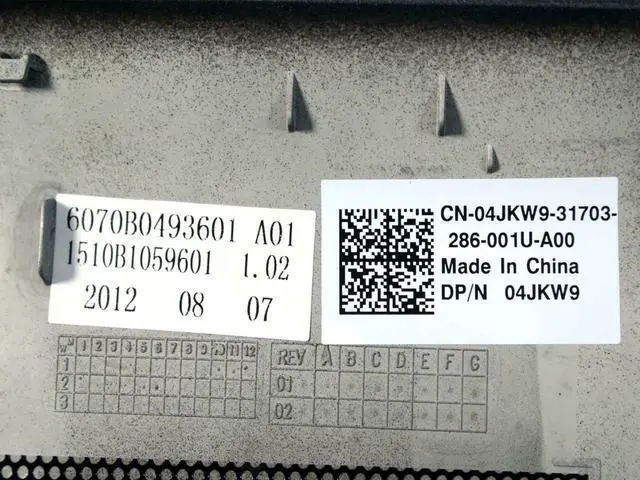 6070B0493601 A01
1510B1059601 1.02
2012 08 07
CN-04JKW9-31703-
286-001U-A00
Made In China
DP/N 04JKW9
W 1 2 3 4 5 6 7 8 9 10 11 12
1
2
3
REV A B C D E F G
01
02